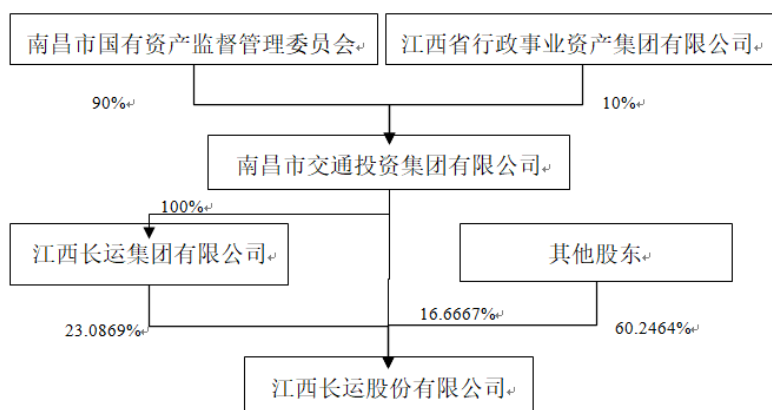 南昌市国有资产监督管理委员会
江西省行政事业资产集团有限公司
90%
10%
南昌市交通投资集团有限公司
100%
江西长运集团有限公司
其他股东
23.0869%
16.6667%
60.2464%
江西长运股份有限公司